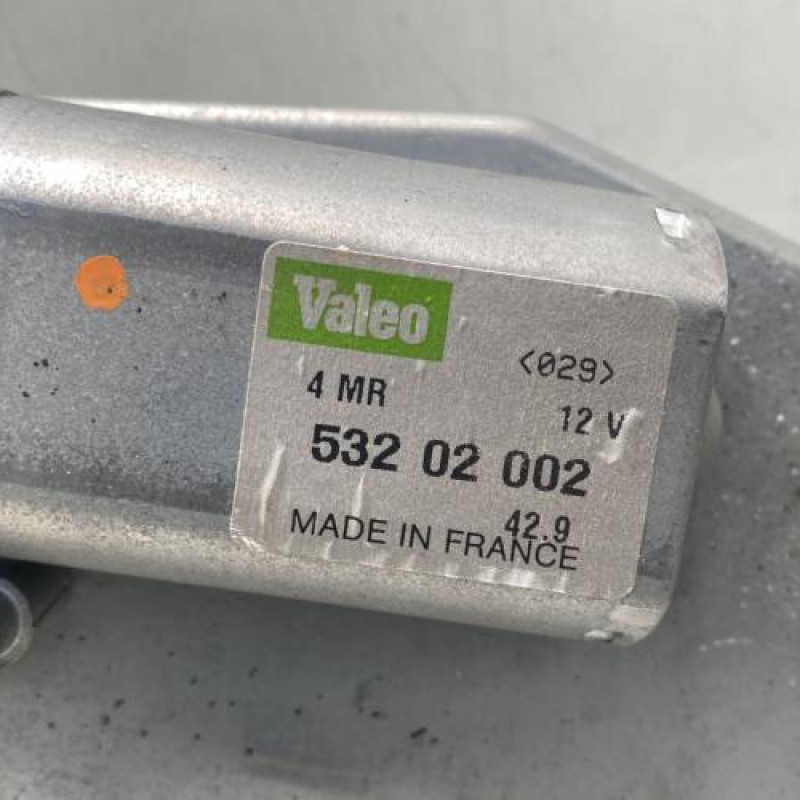 Valeo
<029>
4 MR
12 V
532 02 002
42.9
MADE IN FRANCE